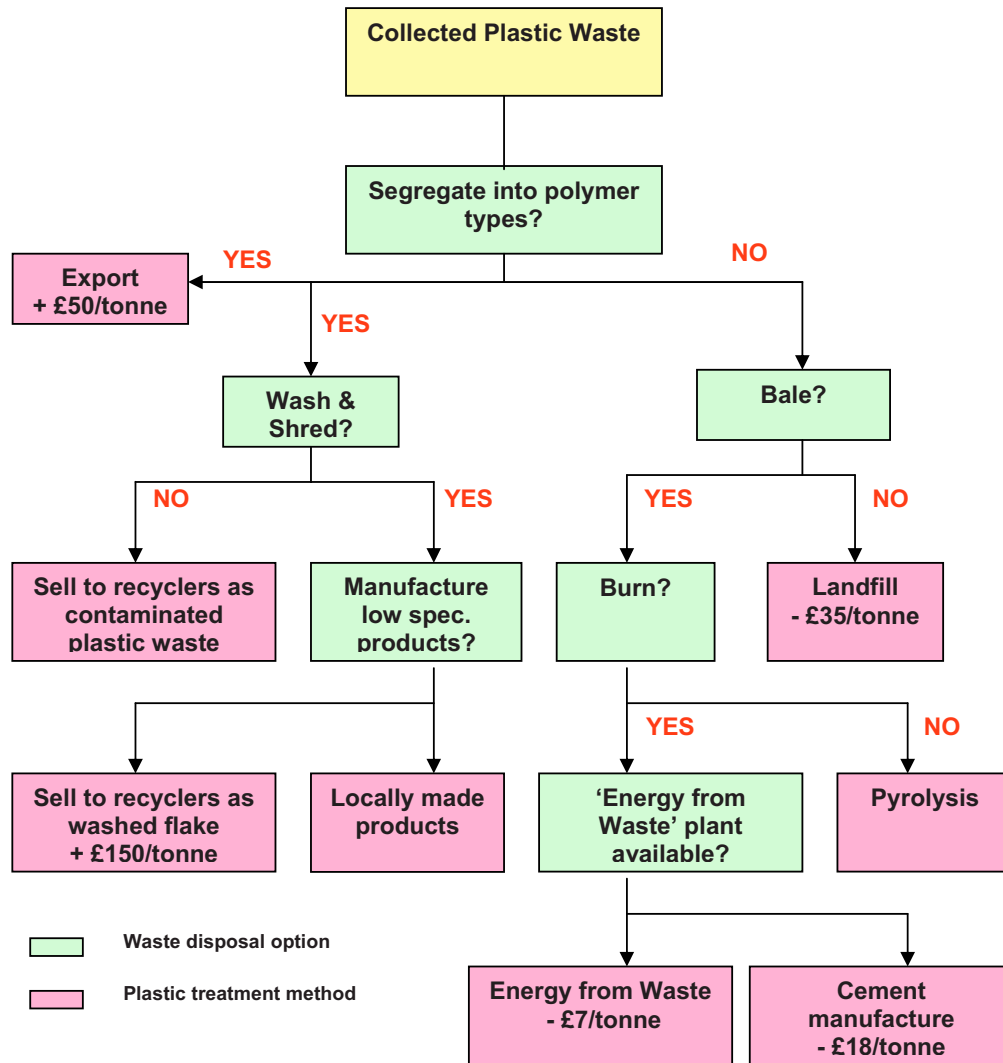 Collected Plastic Waste
Segregate into polymer
types?
YES
NO
Export
+ £50/tonne
YES
Wash &
Shred?
Bale?
NO
YES
YES
NO
Sell to recyclers as
contaminated
plastic waste
Manufacture
low spec.
products?
Burn?
Landfill
- £35/tonne
YES
NO
Sell to recyclers as
washed flake
+ £150/tonne
Locally made
products
‘Energy from
Waste’ plant
available?
Pyrolysis
Waste disposal option
Plastic treatment method
Energy from Waste
- £7/tonne
Cement
manufacture
- £18/tonne